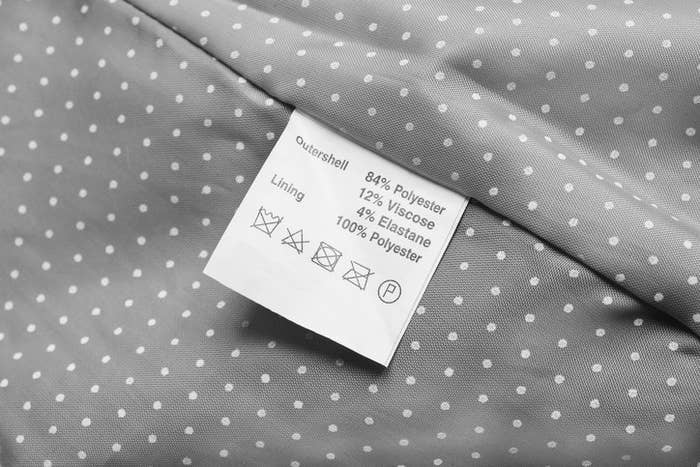 Outershell 84% Polyester
12% Viscose
4% Elastane
Lining 100% Polyester
P